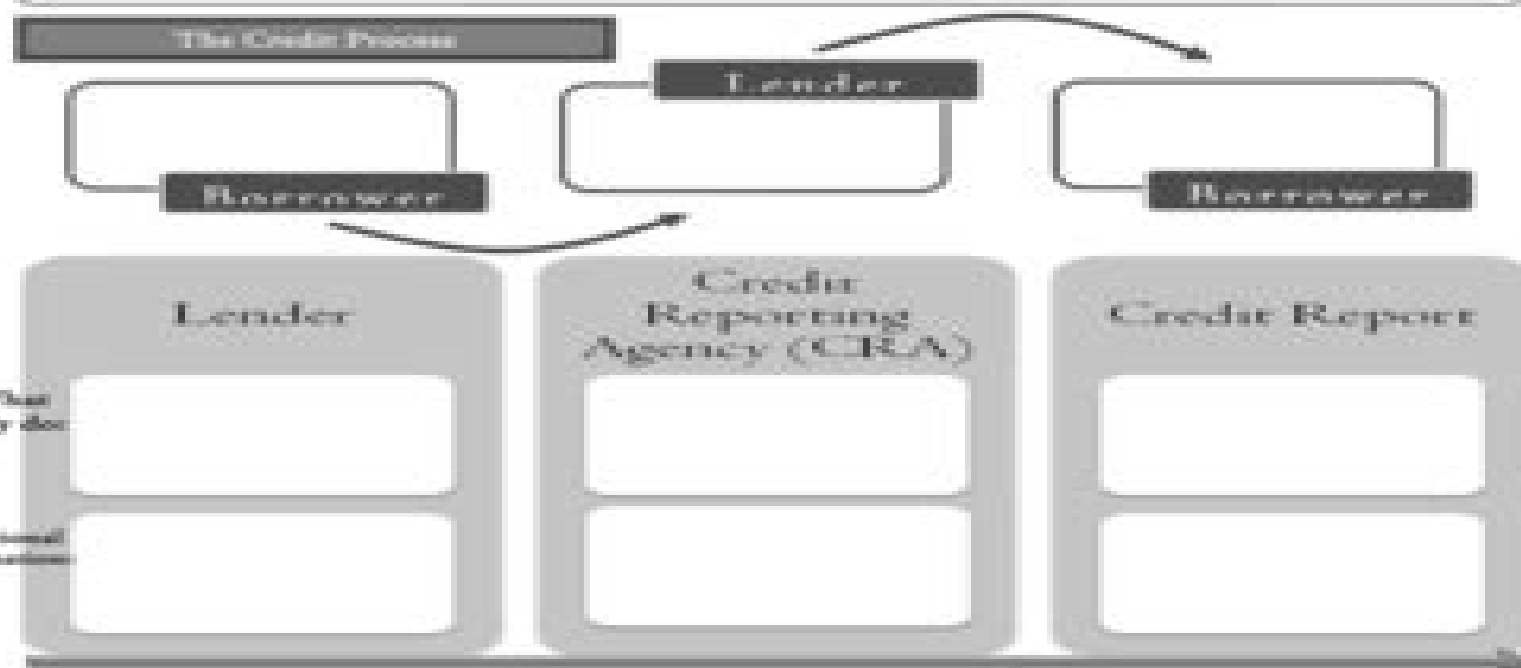 The Credit Process
Lender
Borrower
Borrower
Lender
Credit
Reporting
Agency (CRA)
Credit Report